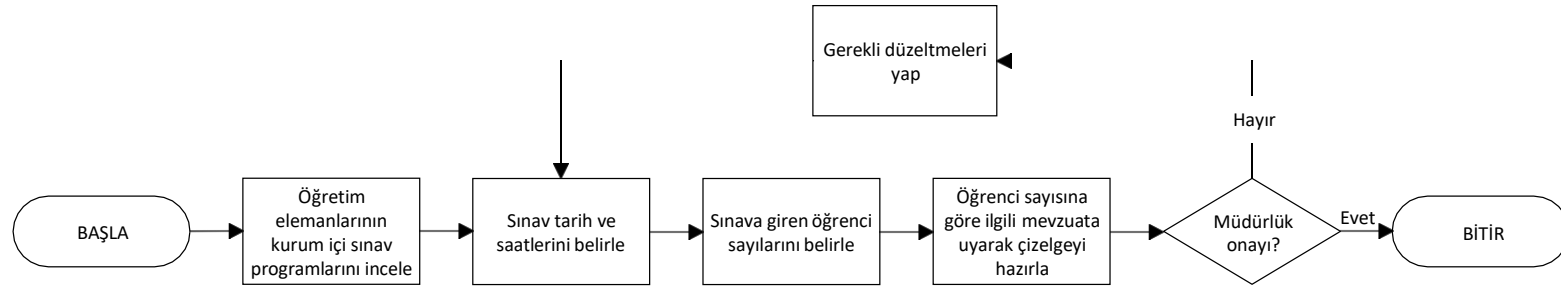 Gerekli düzeltmeleri
yap
Hayır
BAŞLA
Öğretim
elemanlarının
kurum içi sınav
programlarını incele
Sınav tarih ve
saatlerini belirle
Sınava giren öğrenci
sayılarını belirle
Öğrenci sayısına
göre ilgili mevzuata
uyarak çizelgeyi
hazırla
Müdürlük
onayı?
Evet
BİTİR